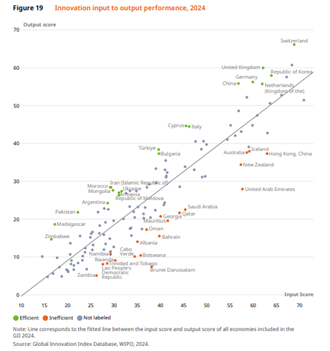 Figure 19 Innovation input to output performance, 2024
Output score
70
Switzerland
60
United Kingdom
Republic of Korea
Germany
China
Netherlands
(Kingdom of the)
50
Cyprus
Italy
40
Türkiye
Bulgaria
Australia
Iceland
Hong Kong, China
New Zealand
30
Iran (Islamic Republic of)
Morocco
Ukraine
Mongolia
Armenia
Republic of Moldova
United Arab Emirates
Argentina
Pakistan
Saudi Arabia
Georgia
Qatar
20
Mauritius
Madagascar
Oman
Zimbabwe
Bahrain
Albania
Cabo
Verde
Namibia
Botswana
10
Rwanda
Trinidad and Tobago
Lao People's
Democratic
Republic
Brunei Darussalam
Zambia
Input Score
0
10
15
20
25
30
35
40
45
50
55
60
65
70
Efficient
Inefficient
Not labeled
Note: Line corresponds to the fitted line between the input score and output score of all economies included in the
GII 2024.
Source: Global Innovation Index Database, WIPO, 2024.